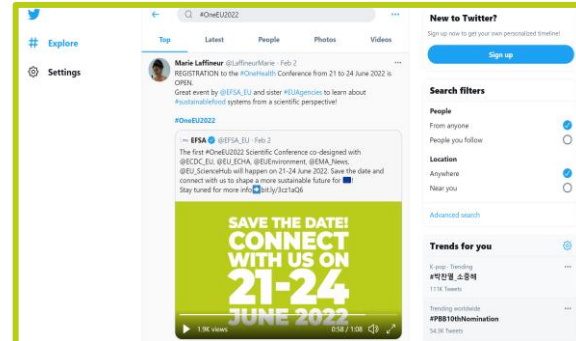 #OneEU2022
Explore
Settings
Top Latest People Photos Videos
Marie Laffineur @LaffineurMarie · Feb 2
REGISTRATION to the #OneHealth Conference from 21 to 24 June 2022 is
OPEN.
Great event by @EFSA_EU and sister #EUAgencies to learn about
#sustainablefood systems from a scientific perspective!
#OneEU2022
EFSA @EFSA_EU · Feb 2
The first #OneEU2022 Scientific Conference co-designed with
@ECDC_EU, @EU_ECHA, @EUEnvironment, @EMA_News,
@EU_ScienceHub will happen on 21-24 June 2022. Save the date and
connect with us to shape a more sustainable future for 🇪🇺!
Stay tuned for more info➡bit.ly/3cz1aQ6
SAVE THE DATE!
CONNECT
WITH US ON
21-24
JUNE 2022
1.9K views 0:58 / 1:08
New to Twitter?
Sign up now to get your own personalized timeline!
Sign up
Search filters
People
From anyone
People you follow
Location
Anywhere
Near you
Advanced search
Trends for you
K-pop · Trending
#박찬열_소중해
111K Tweets
Trending worldwide
#PBB10thNomination
54.3K Tweets